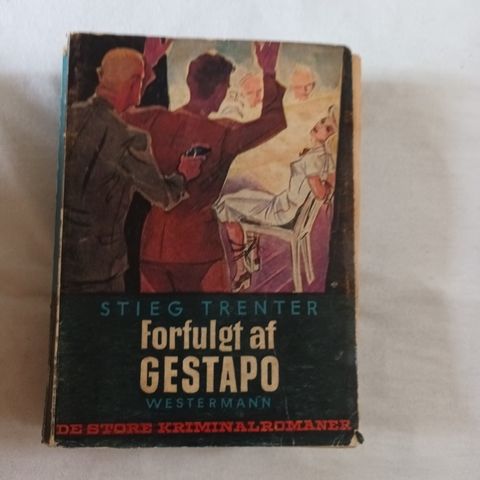 STIEG TRENTER
Forfulgt af
GESTAPO
WESTERMANN
DE STORE KRIMINALROMANER